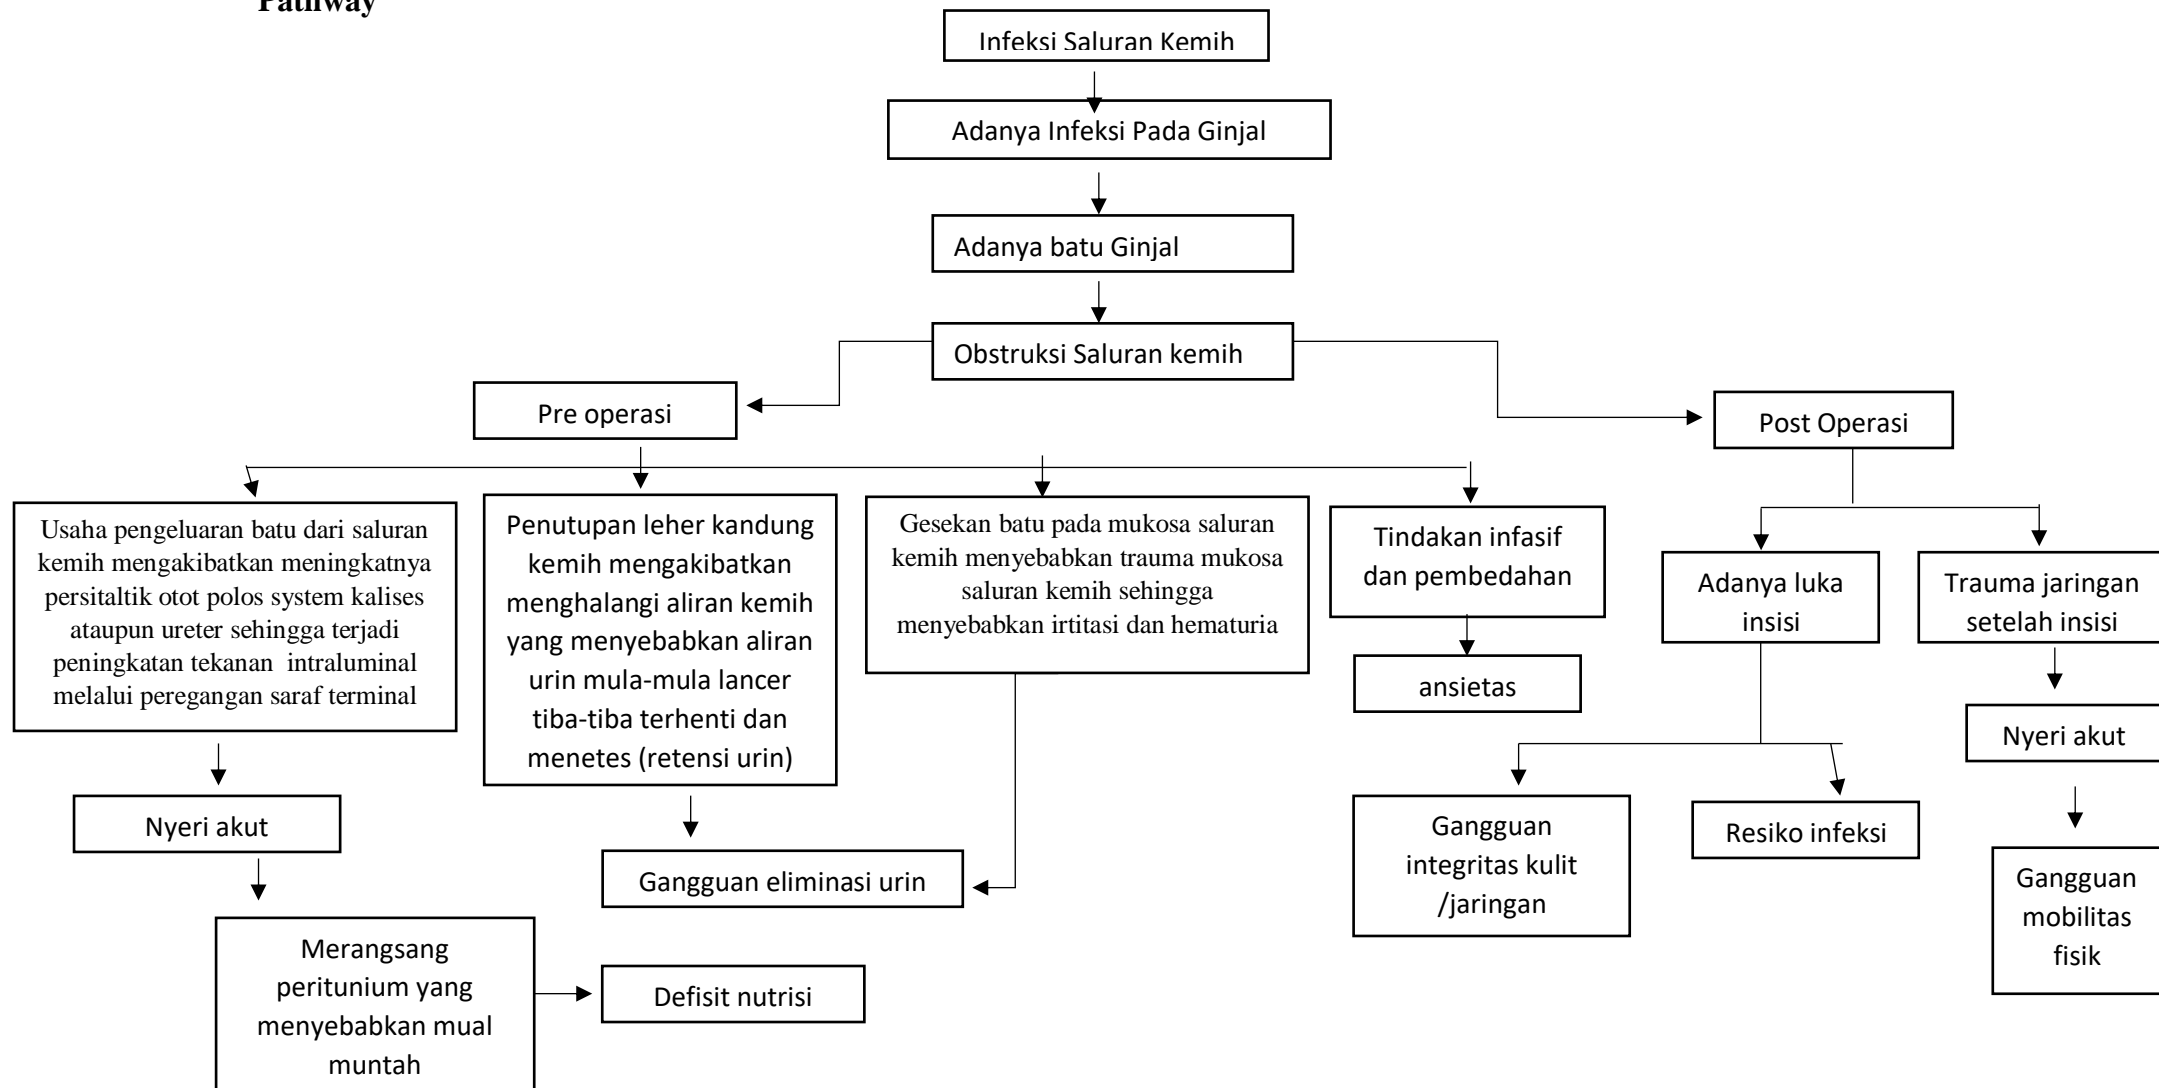 Pathway
Infeksi Saluran Kemih
Adanya Infeksi Pada Ginjal
Adanya batu Ginjal
Obstruksi Saluran kemih
Pre operasi
Post Operasi
Usaha pengeluaran batu dari saluran
kemih mengakibatkan meningkatnya
persitaltik otot polos system kalises
ataupun ureter sehingga terjadi
peningkatan tekanan intraluminal
melalui peregangan saraf terminal
Penutupan leher kandung
kemih mengakibatkan
menghalangi aliran kemih
yang menyebabkan aliran
urin mula-mula lancer
tiba-tiba terhenti dan
menetes (retensi urin)
Gesekan batu pada mukosa saluran
kemih menyebabkan trauma mukosa
saluran kemih sehingga
menyebabkan irtitasi dan hematuria
Tindakan infasif
dan pembedahan
Adanya luka
insisi
Trauma jaringan
setelah insisi
ansietas
Nyeri akut
Nyeri akut
Gangguan eliminasi urin
Gangguan
integritas kulit
/jaringan
Resiko infeksi
Gangguan
mobilitas
fisik
Merangsang
peritunium yang
menyebabkan mual
muntah
Defisit nutrisi